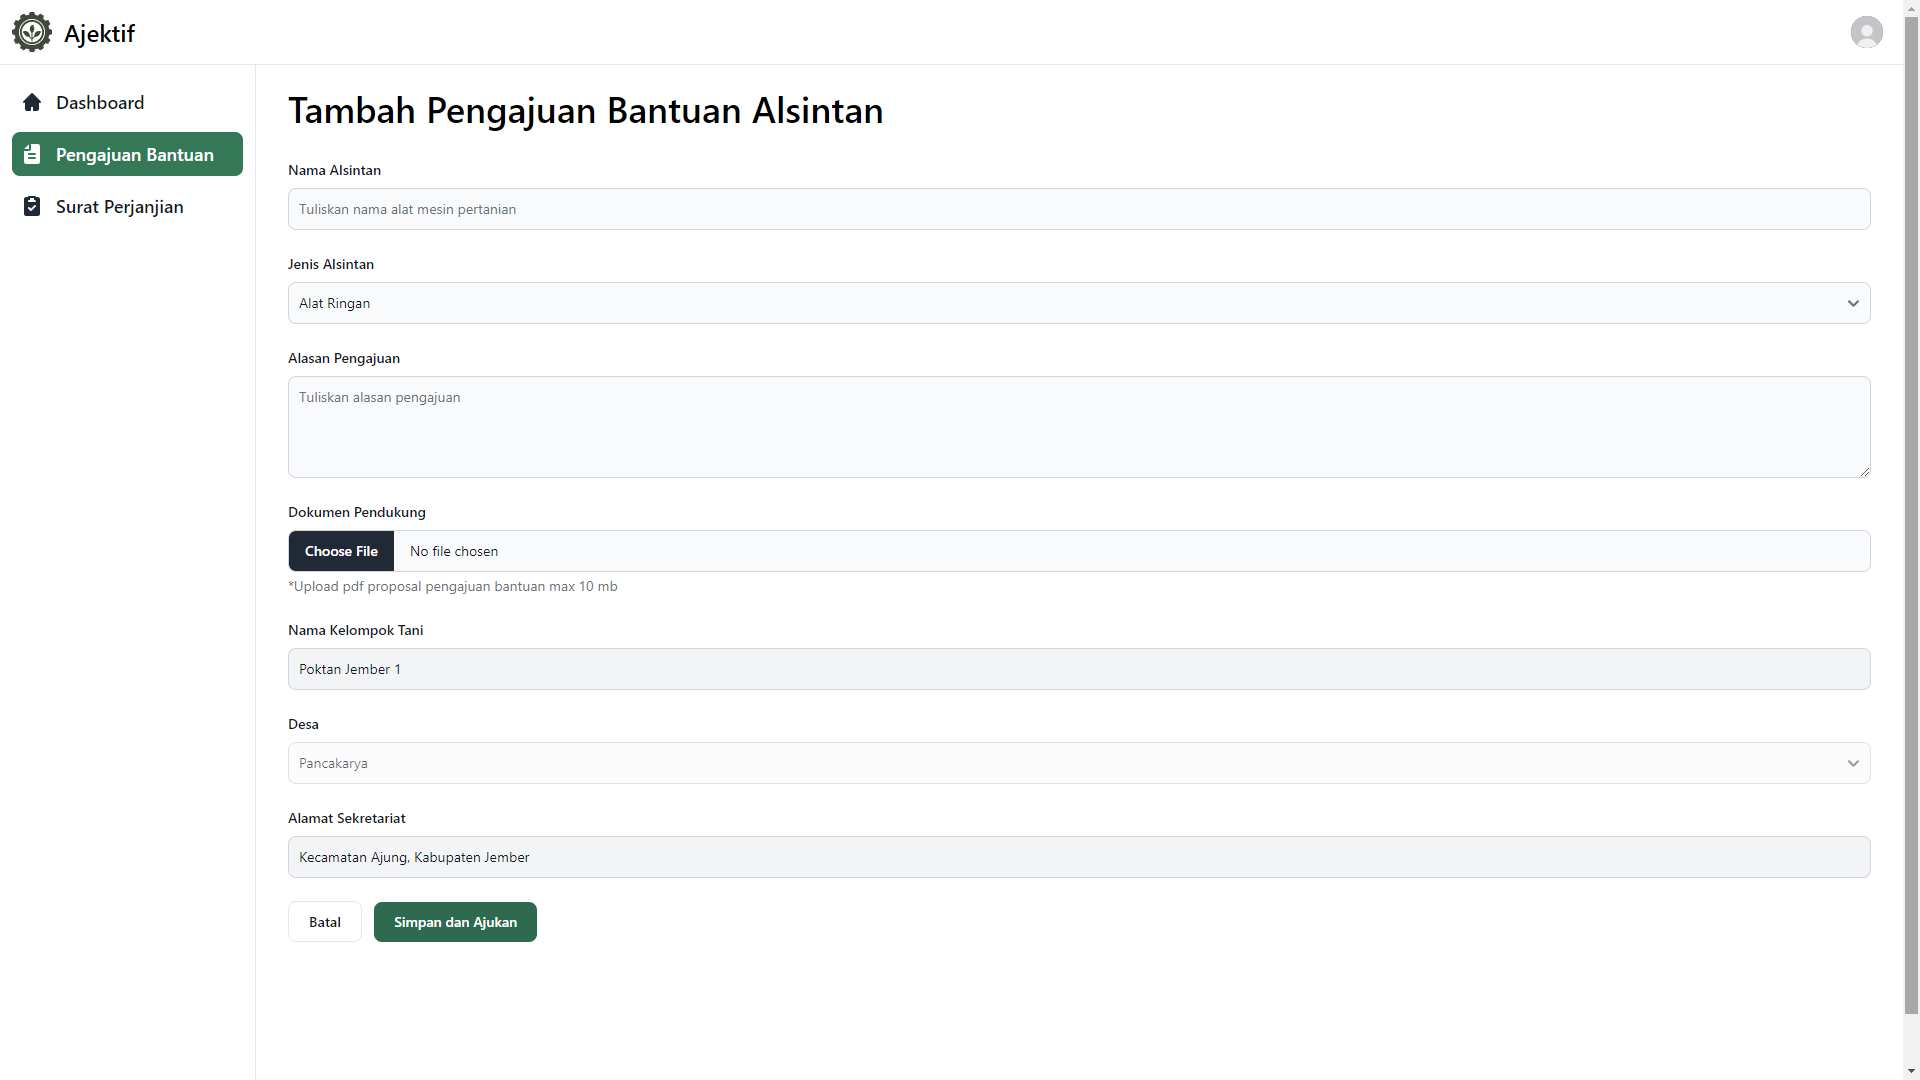 Ajektif
Dashboard
Pengajuan Bantuan
Surat Perjanjian
Tambah Pengajuan Bantuan Alsintan
Nama Alsintan
Tuliskan nama alat mesin pertanian
Jenis Alsintan
Alat Ringan
Alasan Pengajuan
Tuliskan alasan pengajuan
Dokumen Pendukung
Choose File No file chosen
*Upload pdf proposal pengajuan bantuan max 10 mb
Nama Kelompok Tani
Poktan Jember 1
Desa
Pancakarya
Alamat Sekretariat
Kecamatan Ajung, Kabupaten Jember
Batal Simpan dan Ajukan